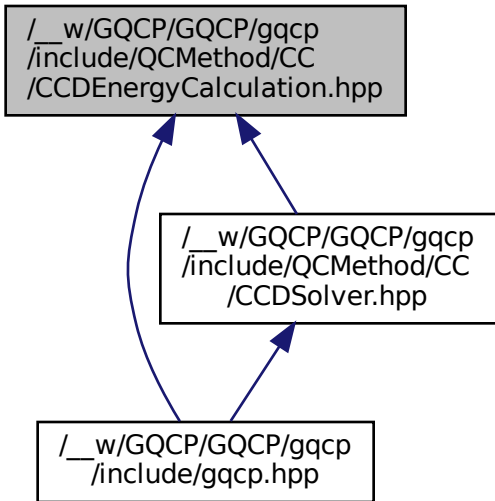 /__w/GQCP/GQCP/gqcp
/include/QCMethod/CC
/CCDEnergyCalculation.hpp
/__w/GQCP/GQCP/gqcp
/include/QCMethod/CC
/CCDSolver.hpp
/__w/GQCP/GQCP/gqcp
/include/gqcp.hpp